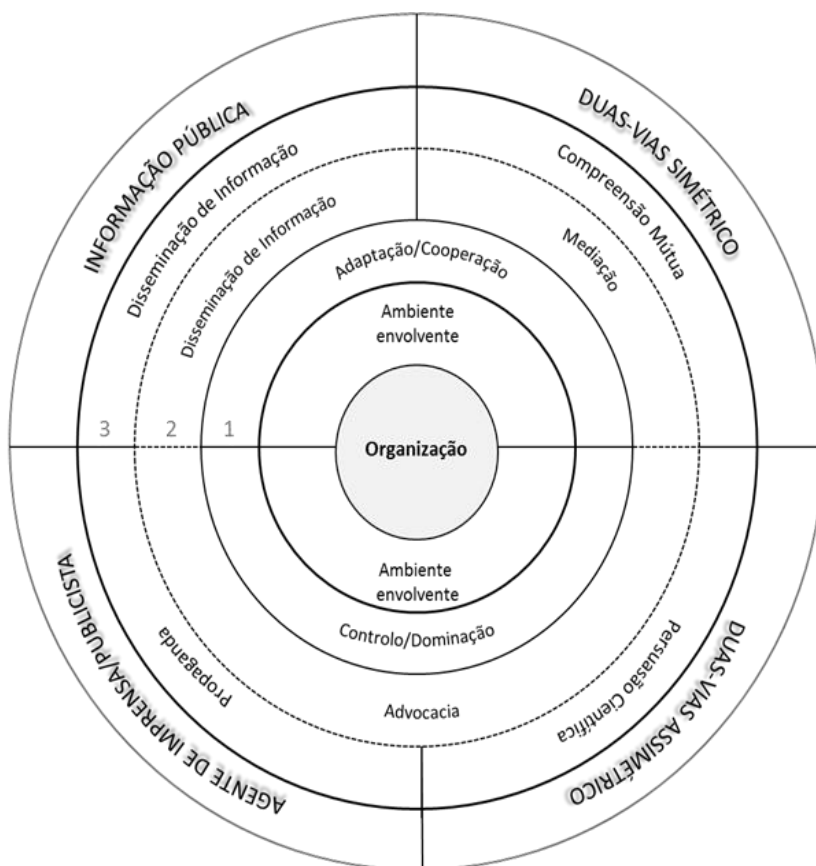 INFORMAÇÃO PÚBLICA
DUAS-VIAS SIMÉTRICO
Disseminação de Informação
Compreensão Mútua
Disseminação de Informação
Mediação
Adaptação/Cooperação
Ambiente
envolvente
3
2
1
Organização
Ambiente
envolvente
Controlo/Dominação
Propaganda
Advocacia
Persuasão Científica
AGENTE DE IMPRENSA/PUBLICISTA
DUAS-VIAS ASSIMÉTRICO